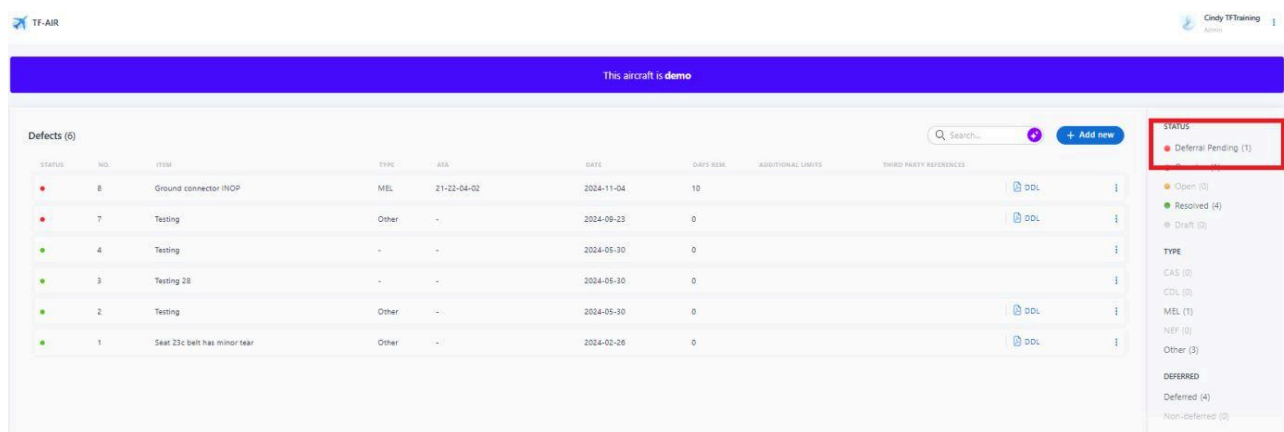 TF-AIR
Cindy TFTraining
Admin
This aircraft is demo
Defects (6)
Search...
+ Add new
STATUS NO. ITEM TYPE ATA DATE DAYS REM. ADDITIONAL LIMITS THIRD PARTY REFERENCES
8 Ground connector INOP MEL 21-22-04-02 2024-11-04 10 DDL
7 Testing Other - 2024-09-23 0 DDL
4 Testing - - 2024-05-30 0
3 Testing 28 - - 2024-05-30 0
2 Testing Other - 2024-05-30 0 DDL
1 Seat 23c belt has minor tear Other - 2024-02-26 0 DDL
STATUS
Deferral Pending (1)
Open (0)
Resolved (4)
Draft (0)
TYPE
CAS (0)
CDL (0)
MEL (1)
NEF (0)
Other (3)
DEFERRED
Deferred (4)
Non-deferred (0)